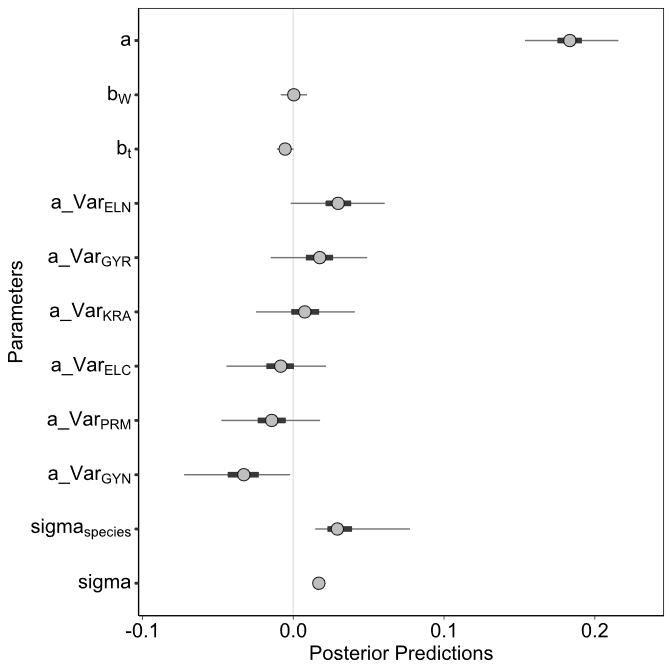 a
bW
bt
a_VarELN
a_VarGYR
a_VarKRA
a_VarELC
a_VarPRM
a_VarGYN
sigmaspecies
sigma
Parameters
-0.1 0.0 0.1 0.2
Posterior Predictions